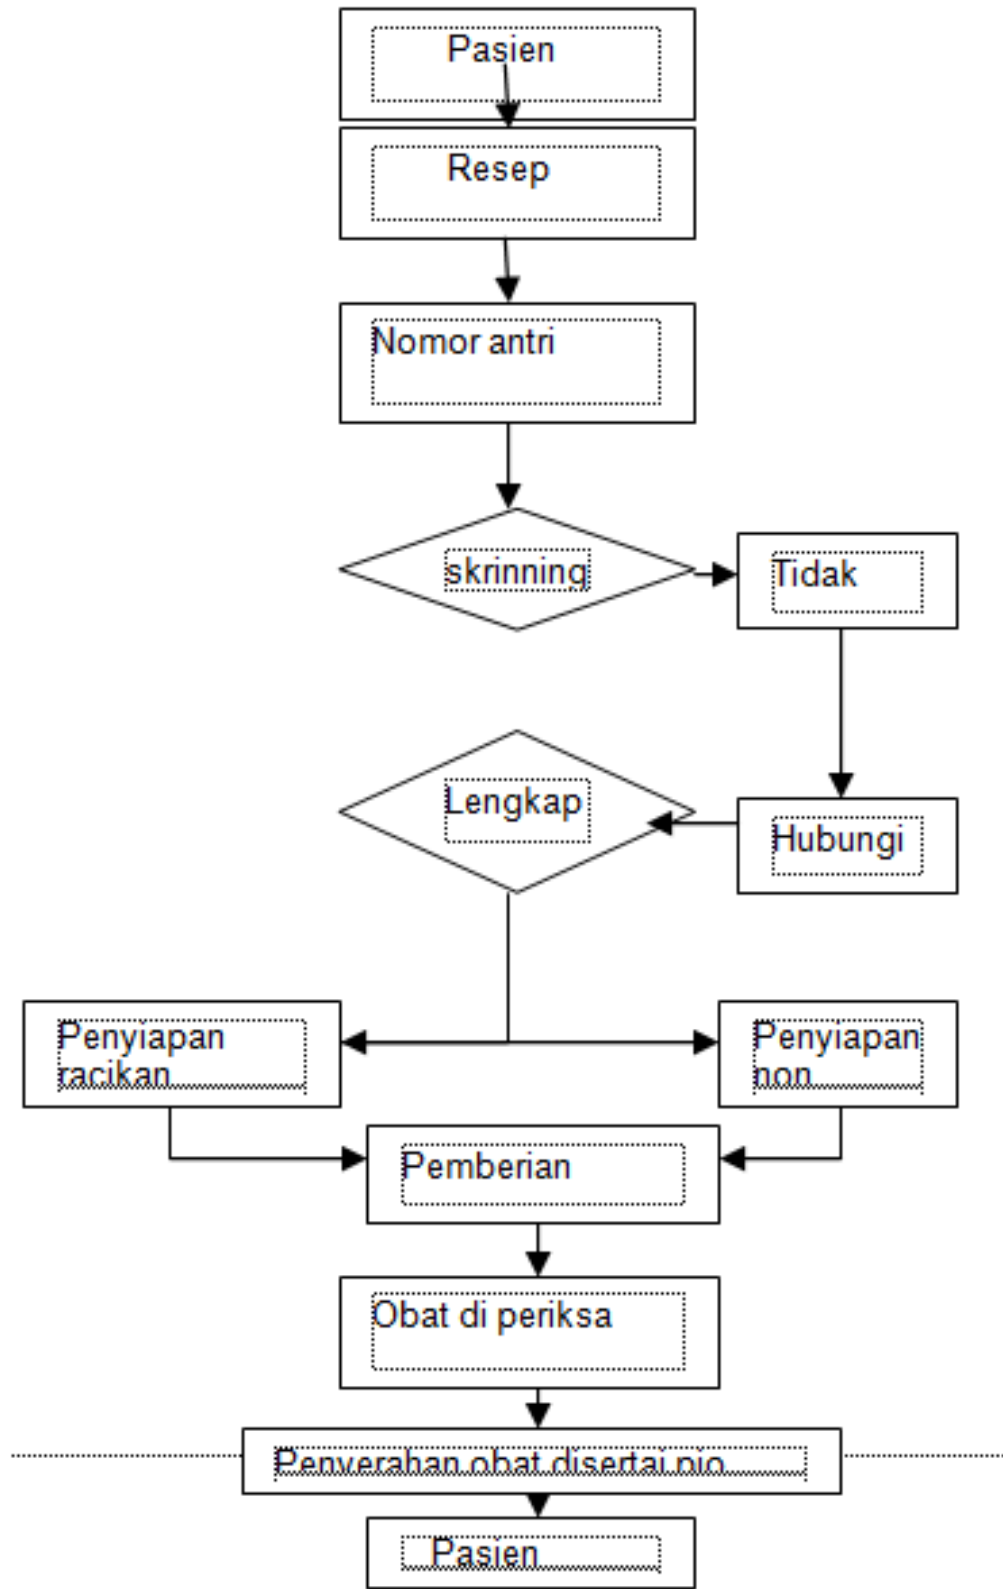 Pasien
Resep
Nomor antri
skrinning
Tidak
Lengkap
Hubungi
Penyiapan
racikan
Penyiapan
non
Pemberian
Obat di periksa
Penyerahan obat disertai pio
Pasien